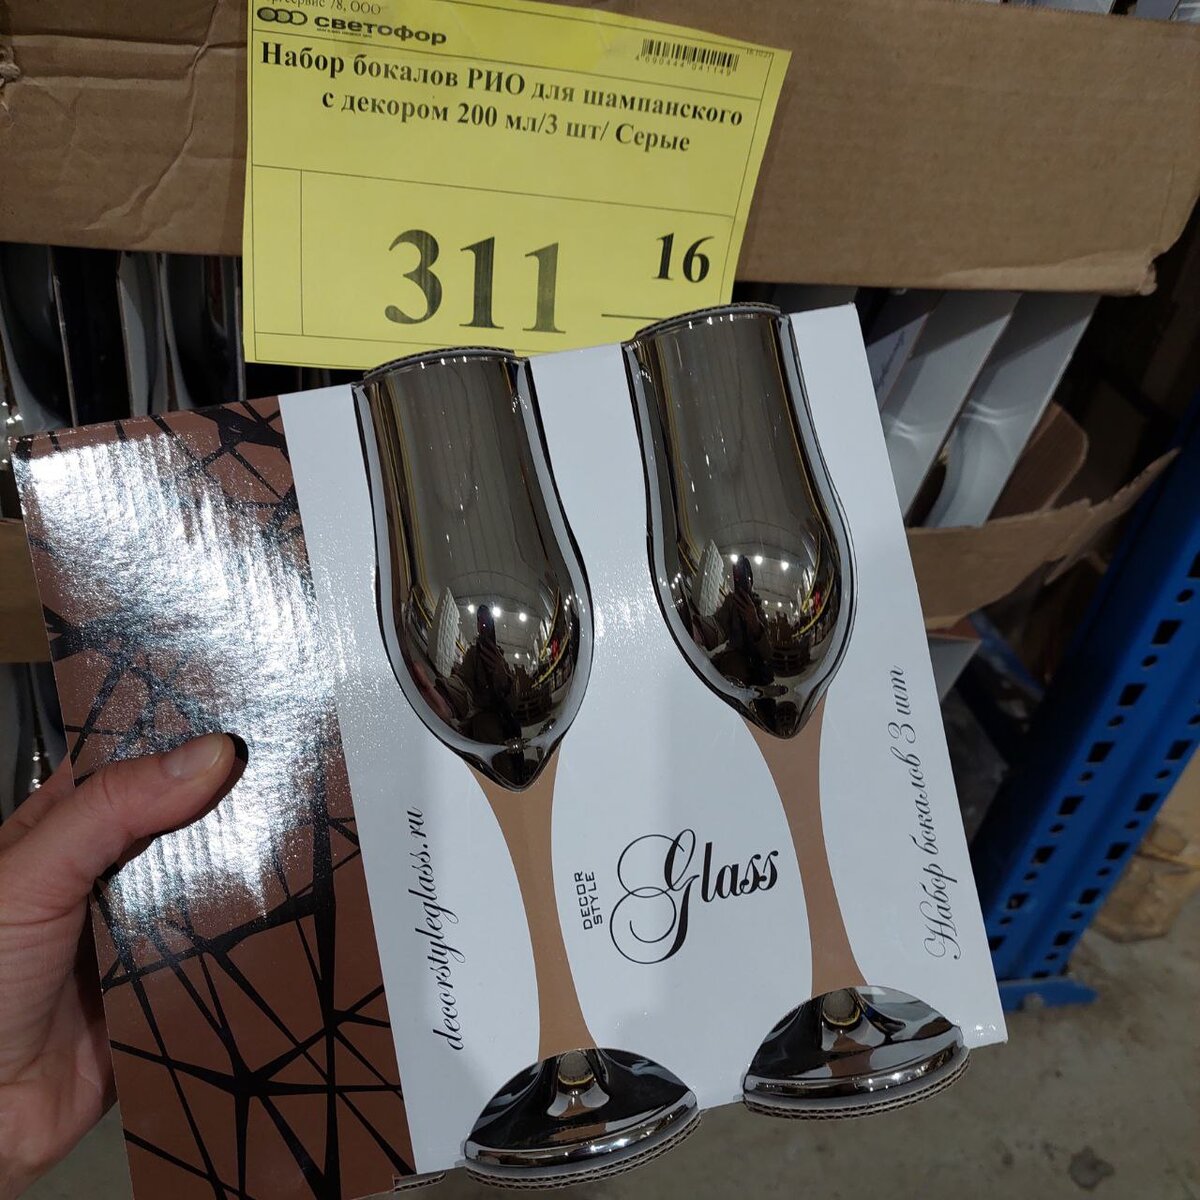 светофор
Набор бокалов РИО для шампанского
с декором 200 мл/3 шт/ Серые
311 16
decorstyleglass.ru
DECOR
STYLE
Glass
Набор бокалов 3 шт